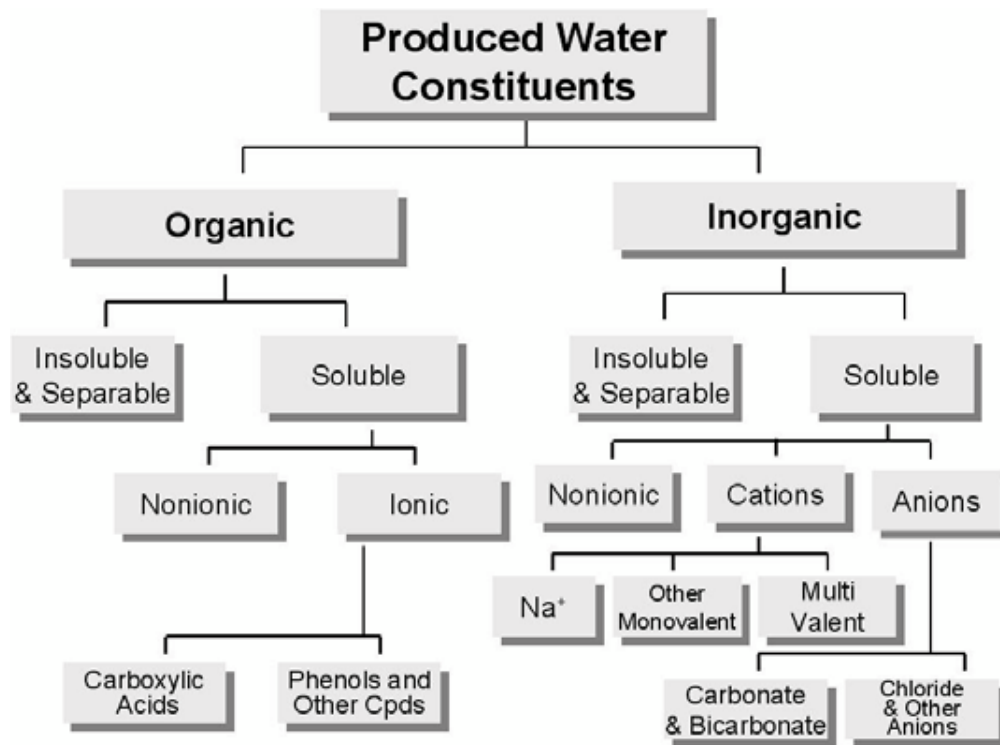 Produced Water
Constituents
Organic
Inorganic
Insoluble
& Separable
Soluble
Insoluble
& Separable
Soluble
Nonionic
Ionic
Nonionic
Cations
Anions
Na⁺
Other
Monovalent
Multi
Valent
Carboxylic
Acids
Phenols and
Other Cpds
Carbonate
& Bicarbonate
Chloride
& Other
Anions